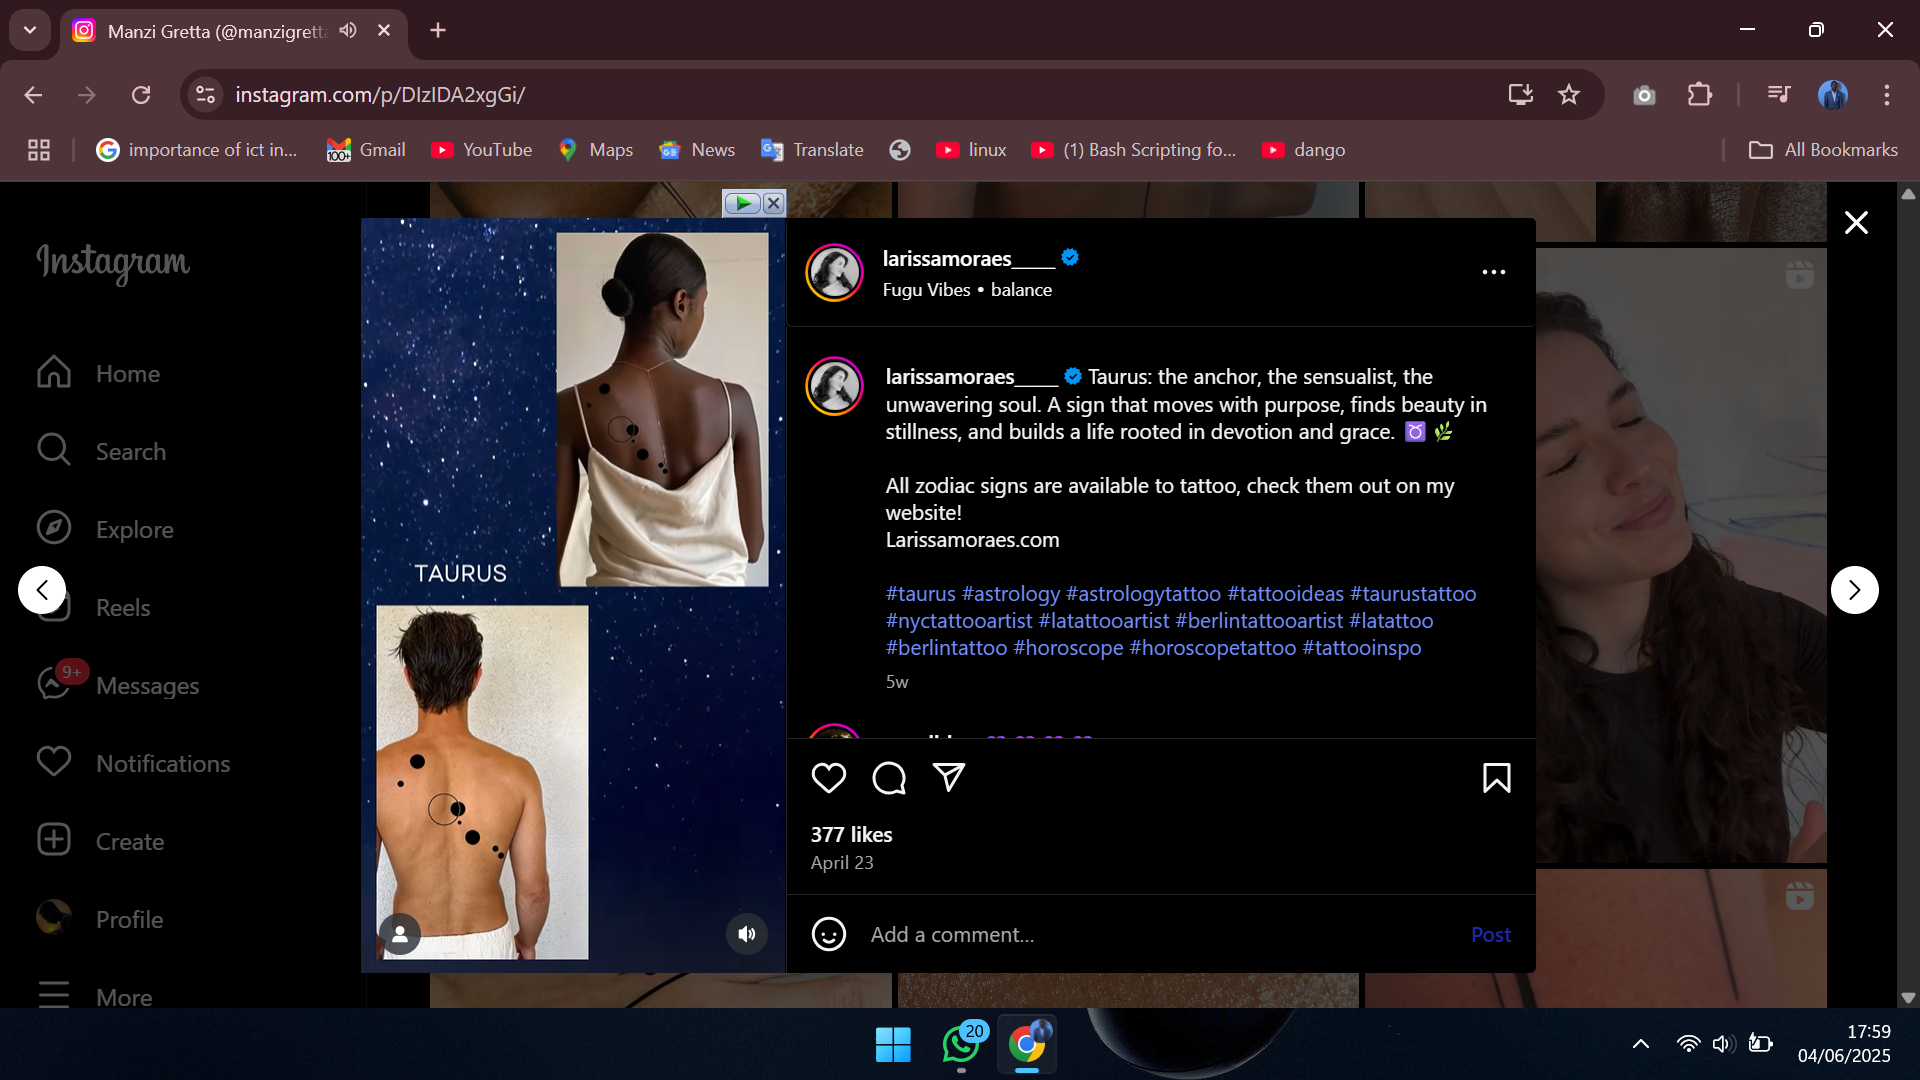 Manzi Gretta (@manzigretta
instagram.com/p/DIzIDA2xgGi/
importance of ict in...
Gmail
YouTube
Maps
News
Translate
linux
(1) Bash Scripting fo...
dango
All Bookmarks
Instagram
Home
Search
Explore
Reels
9+
Messages
Notifications
Create
Profile
More
TAURUS
larissamoraes____
Fugu Vibes • balance
larissamoraes____ Taurus: the anchor, the sensualist, the
unwavering soul. A sign that moves with purpose, finds beauty in
stillness, and builds a life rooted in devotion and grace. ♉ 🌿
All zodiac signs are available to tattoo, check them out on my
website!
Larissamoraes.com
#taurus #astrology #astrologytattoo #tattooideas #taurustattoo
#nyctattooartist #latattooartist #berlintattooartist #latattoo
#berlintattoo #horoscope #horoscopetattoo #tattooinspo
5w
377 likes
April 23
Add a comment...
Post
20
17:59
04/06/2025